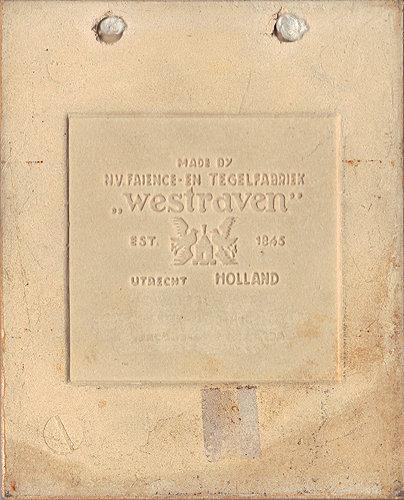 MADE BY
N.V. FAIENCE-EN TEGELFABRIEK
„westraven”
EST. 1845
UTRECHT HOLLAND